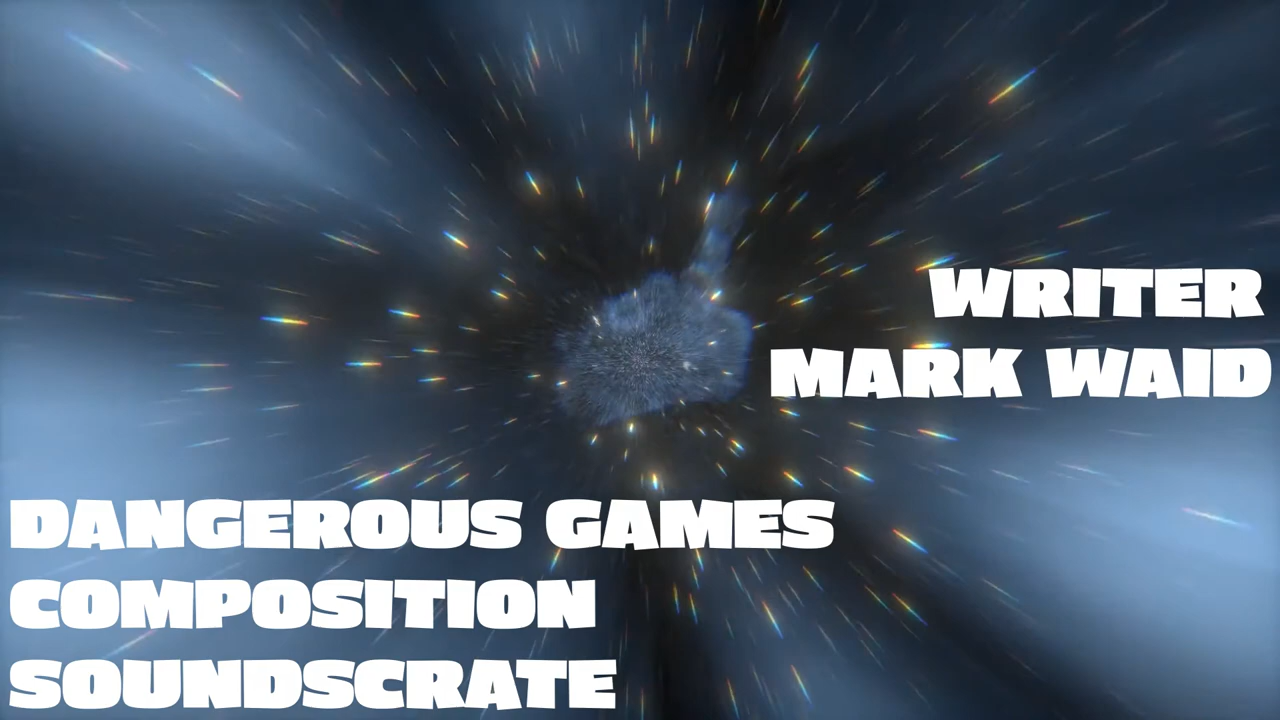 WRITER
MARK WAID
DANGEROUS GAMES
COMPOSITION
SOUNDSCRATE